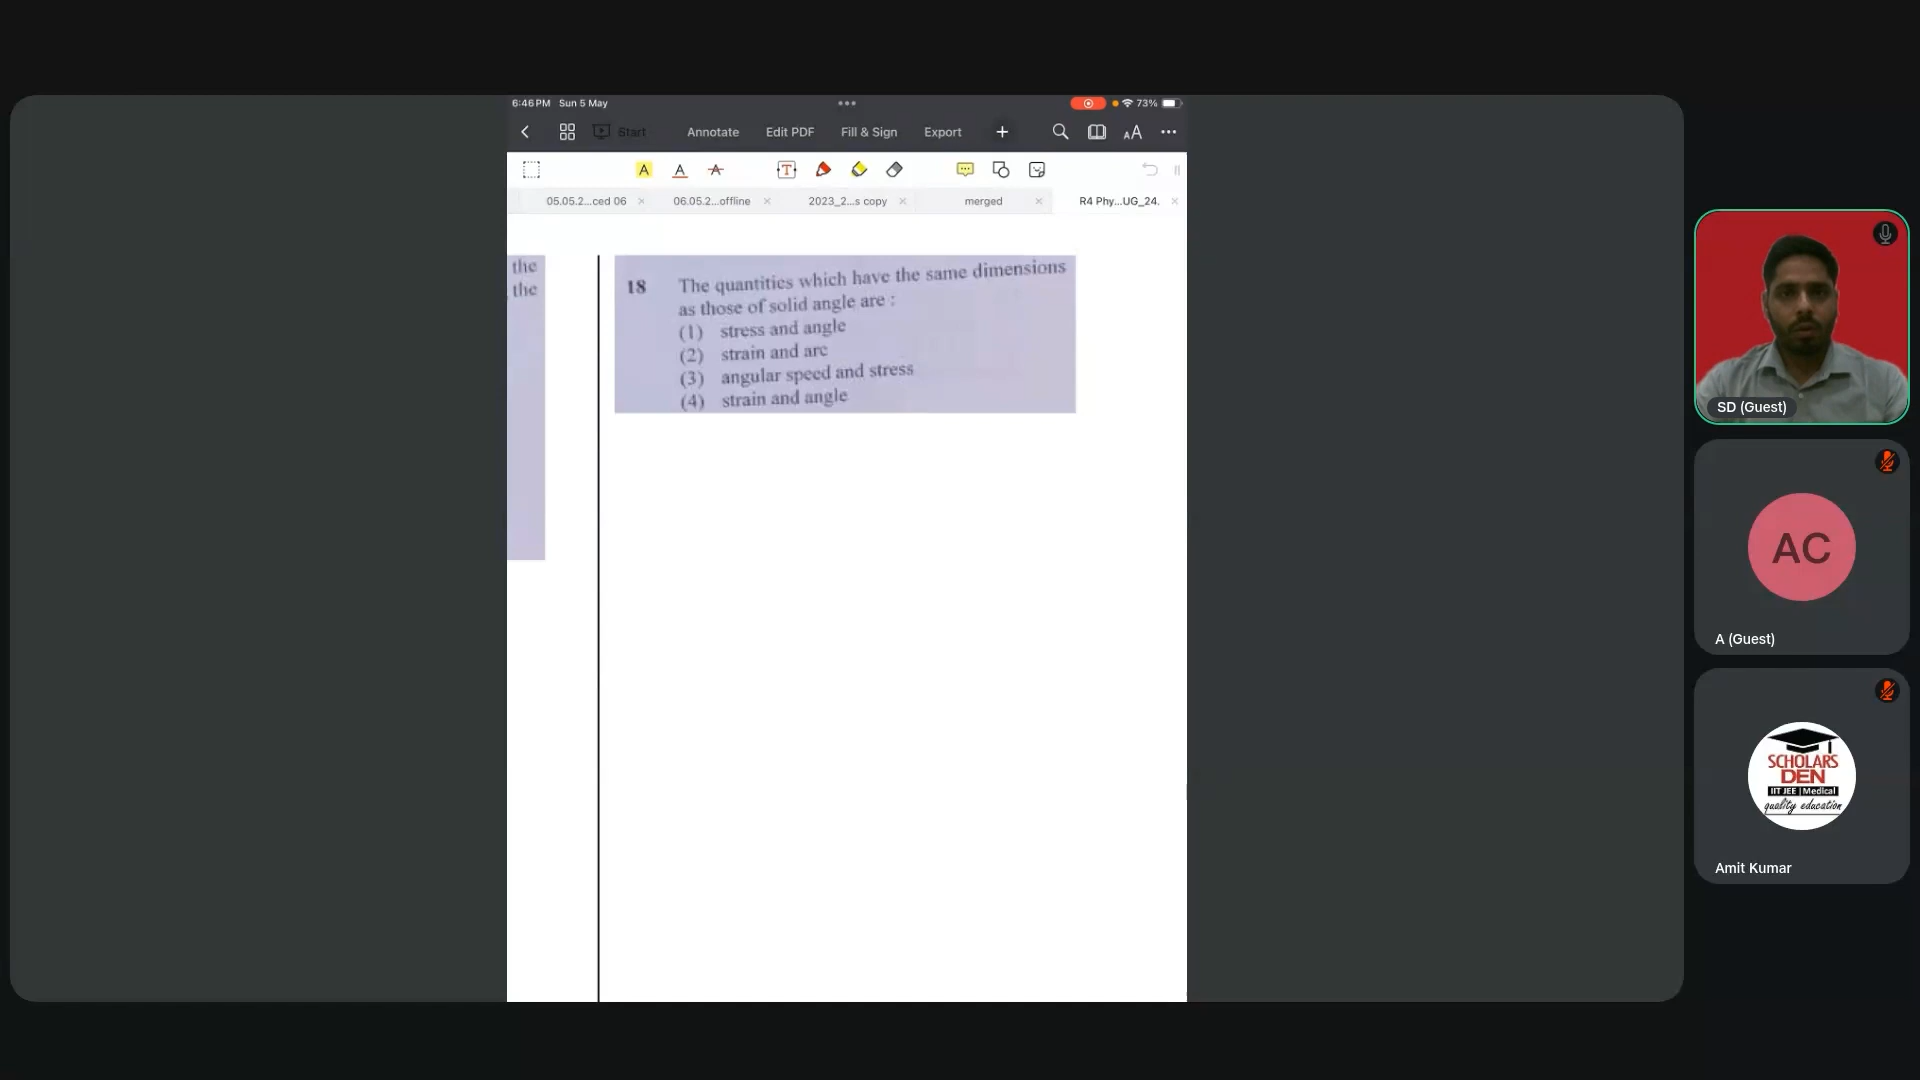 6:46 PM Sun 5 May
73%
Start Annotate Edit PDF Fill & Sign Export
05.05.2...ced 06 06.05.2...offline 2023_2...s copy merged R4 Phy...UG_24.
the
the
18 The quantities which have the same dimensions
as those of solid angle are :
(1) stress and angle
(2) strain and arc
(3) angular speed and stress
(4) strain and angle
SD (Guest)
AC
A (Guest)
SCHOLARS
DEN
IIT JEE | Medical
quality education
Amit Kumar